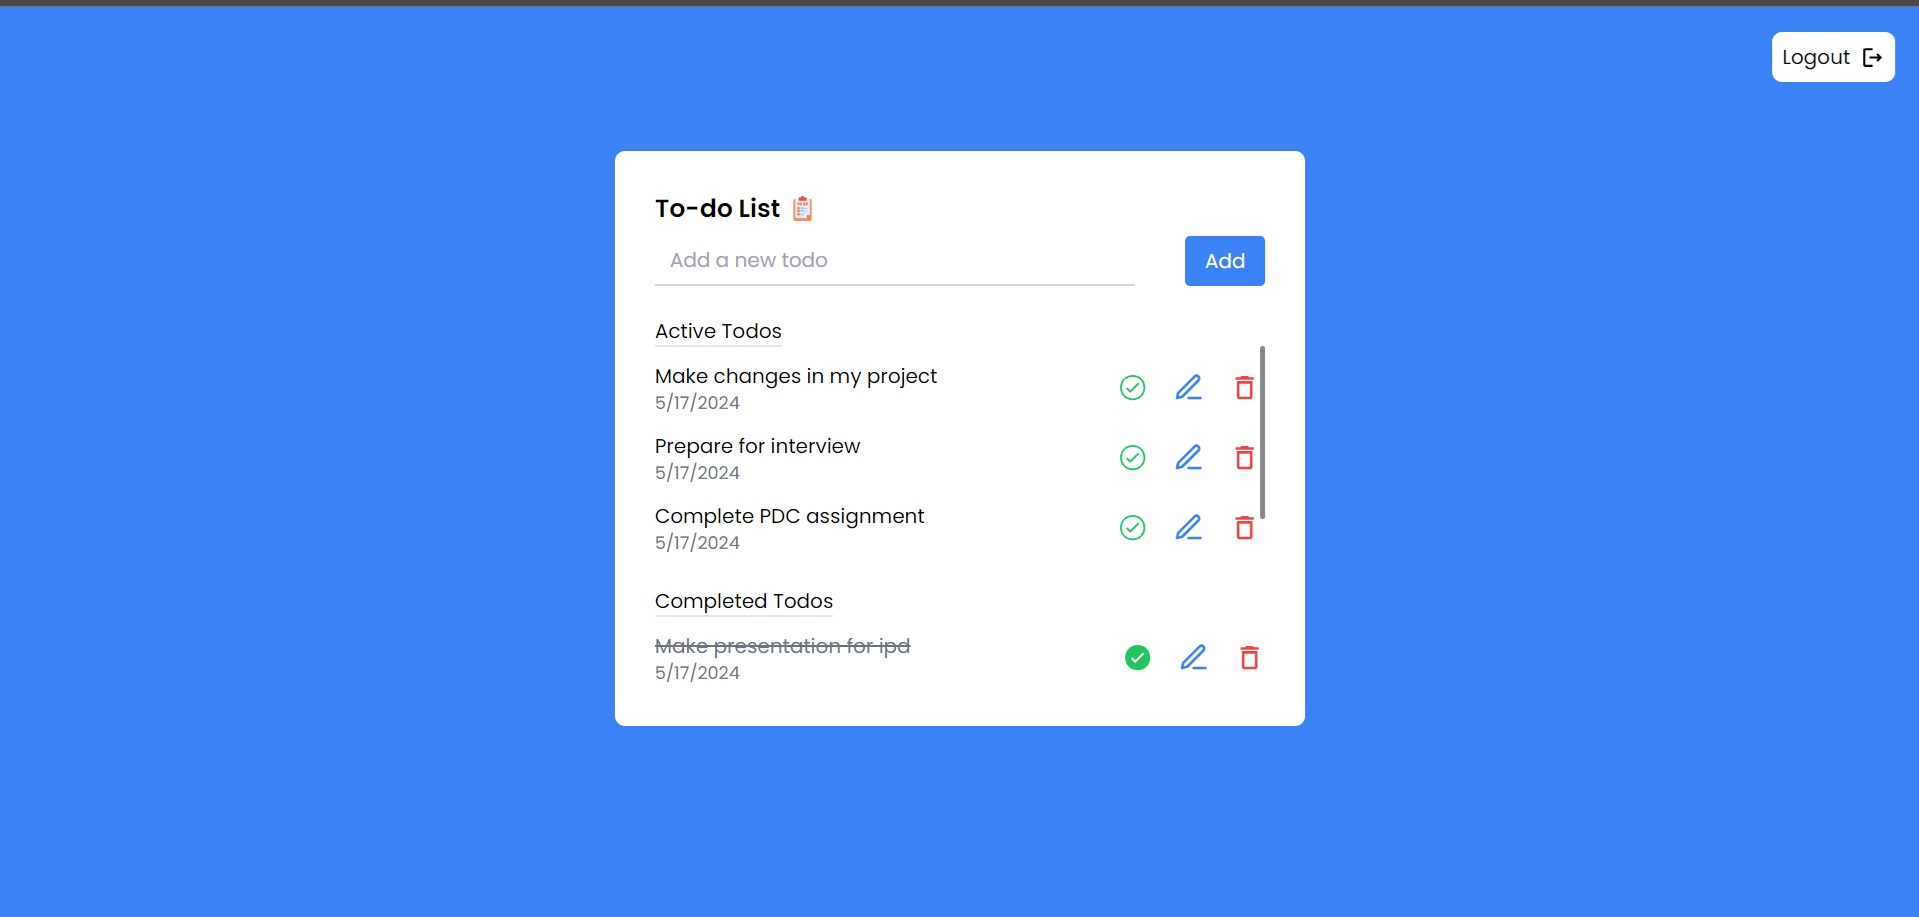 Logout
To-do List
Add a new todo
Add
Active Todos
Make changes in my project
5/17/2024
Prepare for interview
5/17/2024
Complete PDC assignment
5/17/2024
Completed Todos
Make presentation for ipd
5/17/2024